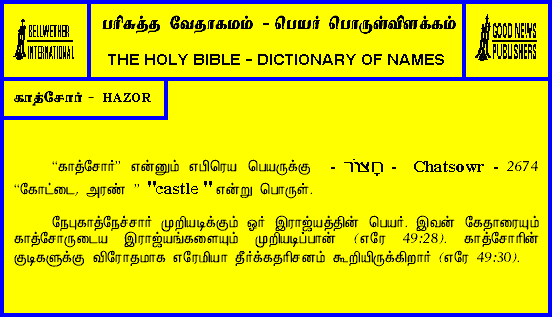 BELLWETHER
INTERNATIONAL
பரிசுத்த வேதாகமம் - பெயர் பொருள்விளக்கம்
THE HOLY BIBLE - DICTIONARY OF NAMES
GOOD NEWS
PUBLISHERS
காத்சோர் - HAZOR
“காத்சோர்” என்னும் எபிரெய பெயருக்கு - חָצוֹר - Chatsowr - 2674
“கோட்டை, அரண் ” "castle " என்று பொருள்.
நேபுகாத்நேச்சார் முறியடிக்கும் ஓர் இராஜ்யத்தின் பெயர். இவன் கேதாரையும்
காத்சோருடைய இராஜ்யங்களையும் முறியடிப்பான் (எரே 49:28). காத்சோரின்
குடிகளுக்கு விரோதமாக எரேமியா தீர்க்கதரிசனம் கூறியிருக்கிறார் (எரே 49:30).